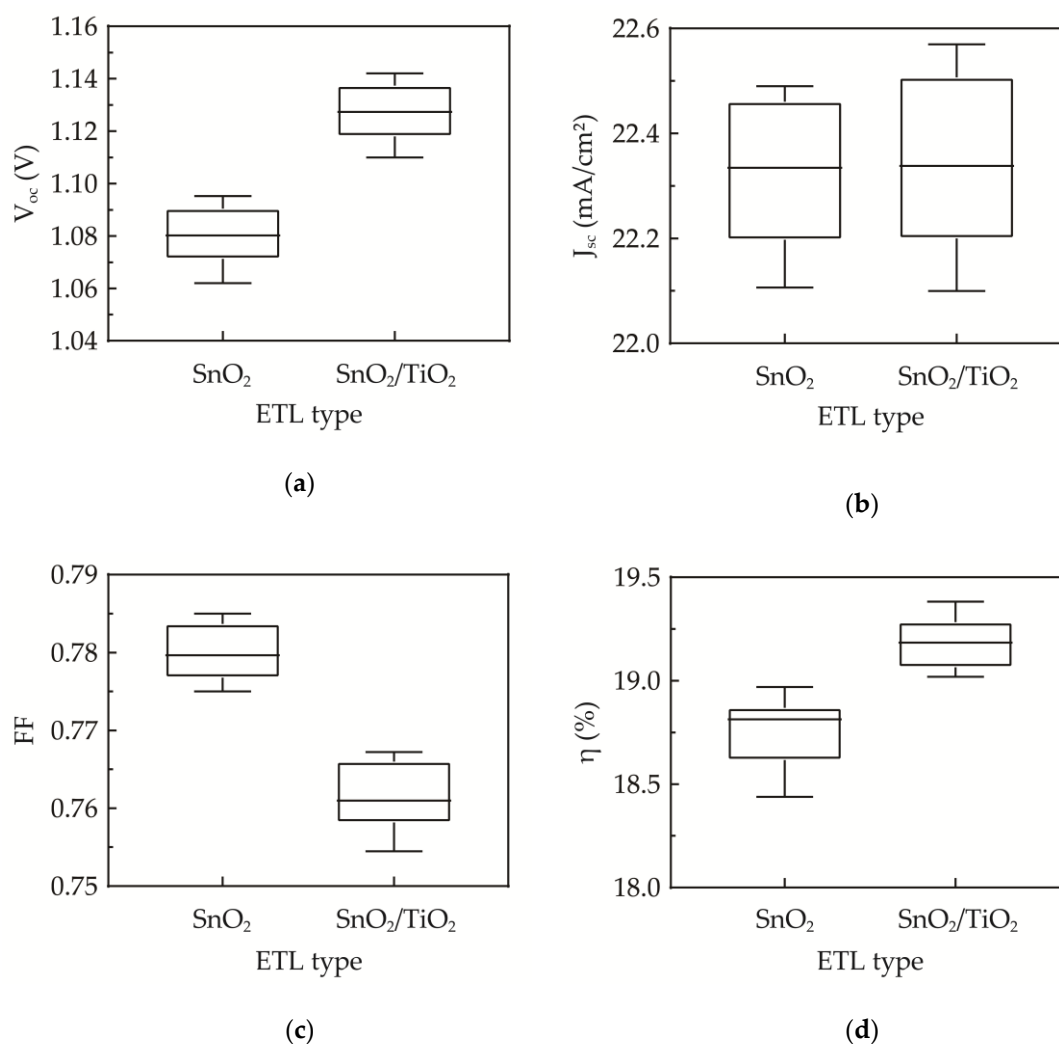 1.16
1.14
1.12
1.10
1.08
1.06
1.04
V_oc (V)
SnO₂ SnO₂/TiO₂
ETL type
(a)
22.6
22.4
22.2
22.0
J_sc (mA/cm²)
SnO₂ SnO₂/TiO₂
ETL type
(b)
0.79
0.78
0.77
0.76
0.75
FF
SnO₂ SnO₂/TiO₂
ETL type
(c)
19.5
19.0
18.5
18.0
η (%)
SnO₂ SnO₂/TiO₂
ETL type
(d)